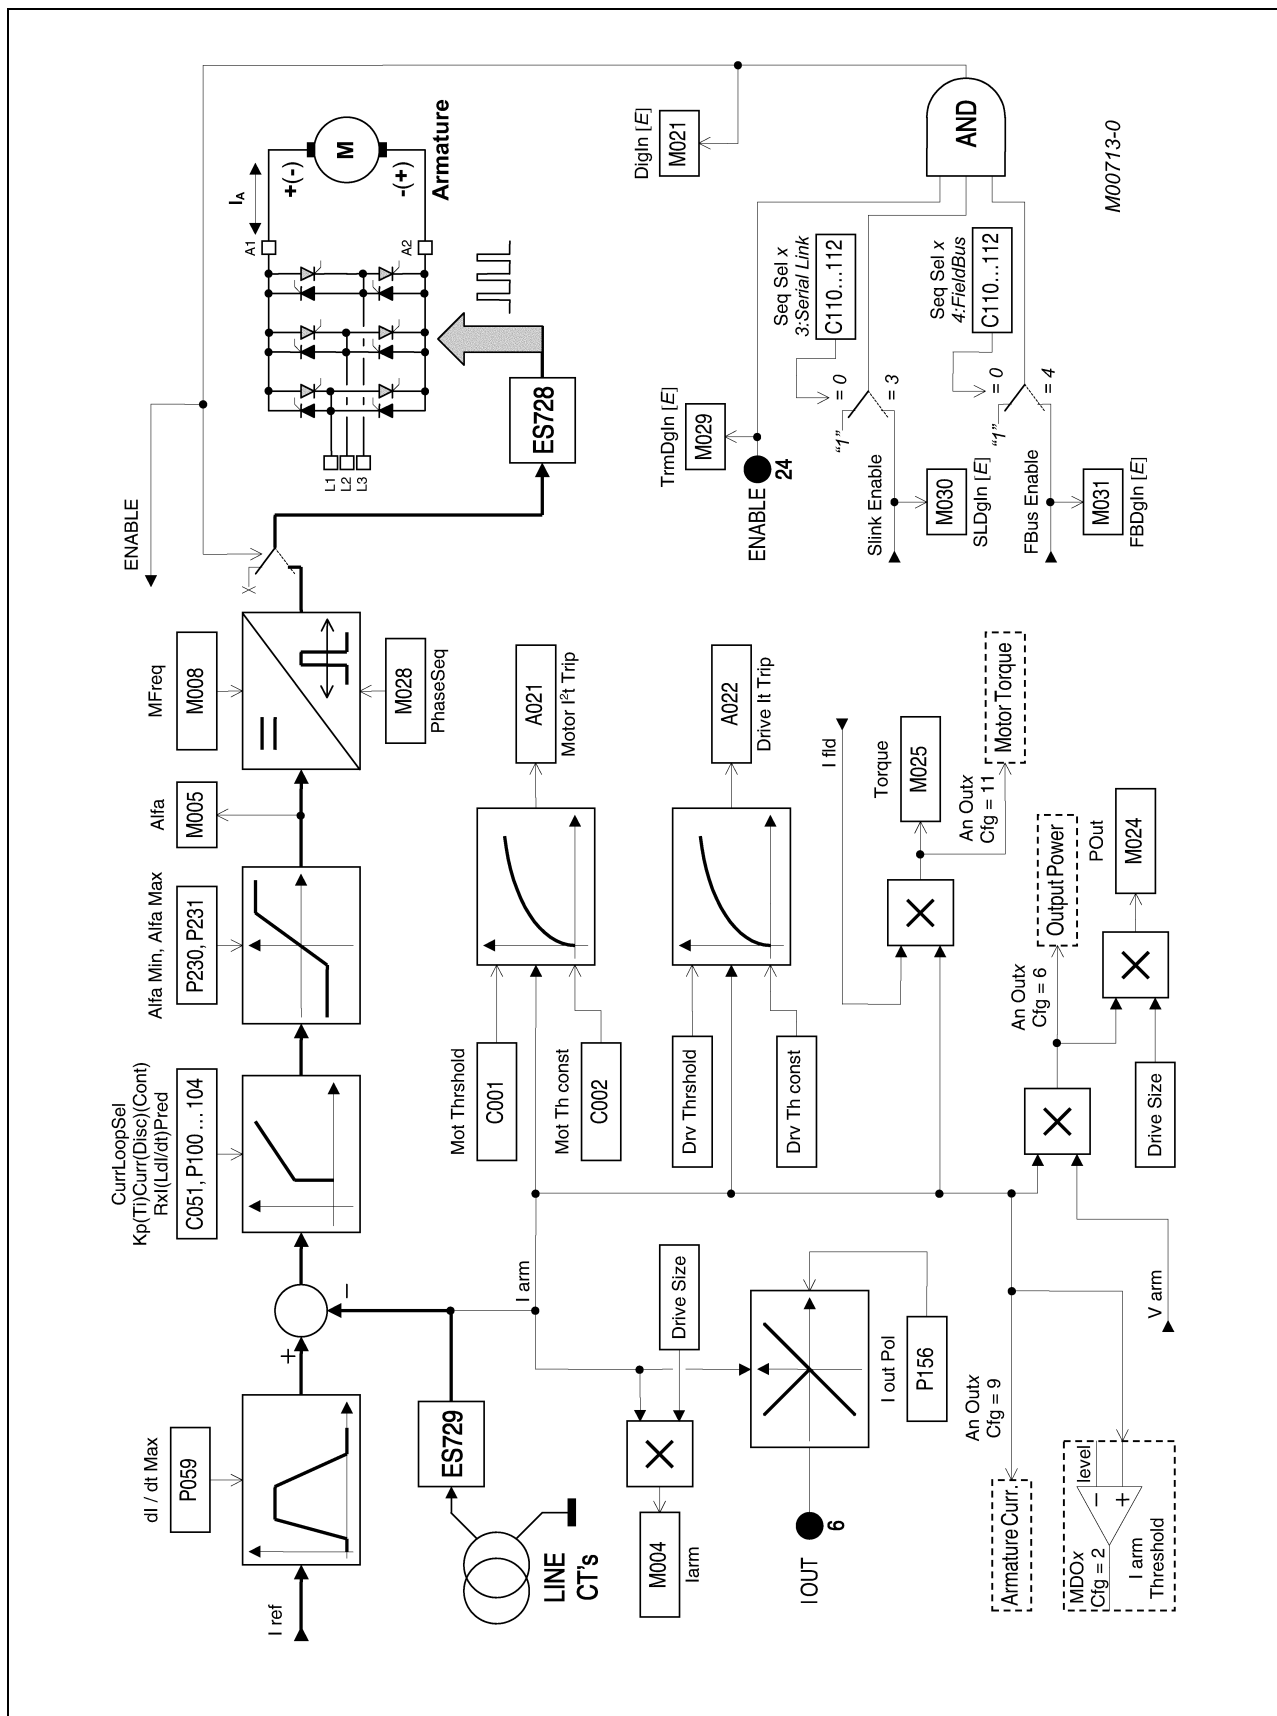 I ref
dI / dt Max
P059
+
–
CurrLoopSel
Kp(Ti)Curr(Disc)(Cont)
RxI(LdI/dt)Pred
C051, P100 ... 104
Alfa Min, Alfa Max
P230, P231
Alfa
M005
MFreq
M008
M028
PhaseSeq
X
ENABLE
L1
L2
L3
A1
A2
IA
+(-)
-(+)
M
Armature
ES728
LINE
CT's
ES729
I arm
Mot Thrshold
C001
Mot Th const
C002
A021
Motor I²t Trip
Drv Thrshold
Drv Th const
A022
Drive It Trip
M004
Iarm
Drive Size
I OUT
6
I out Pol
P156
I fld
Torque
M025
An Outx
Cfg = 11
Motor Torque
An Outx
Cfg = 6
Output Power
POut
M024
Drive Size
V arm
An Outx
Cfg = 9
Armature Curr.
MDOx
Cfg = 2
level
–
+
I arm
Threshold
TrmDgIn [E]
M029
ENABLE
24
DigIn [E]
M021
AND
Seq Sel x
3:Serial Link
C110...112
"1"
= 0
= 3
Slink Enable
M030
SLDgIn [E]
Seq Sel x
4:FieldBus
C110...112
"1"
= 0
= 4
FBus Enable
M031
FBDgIn [E]
M00713-0